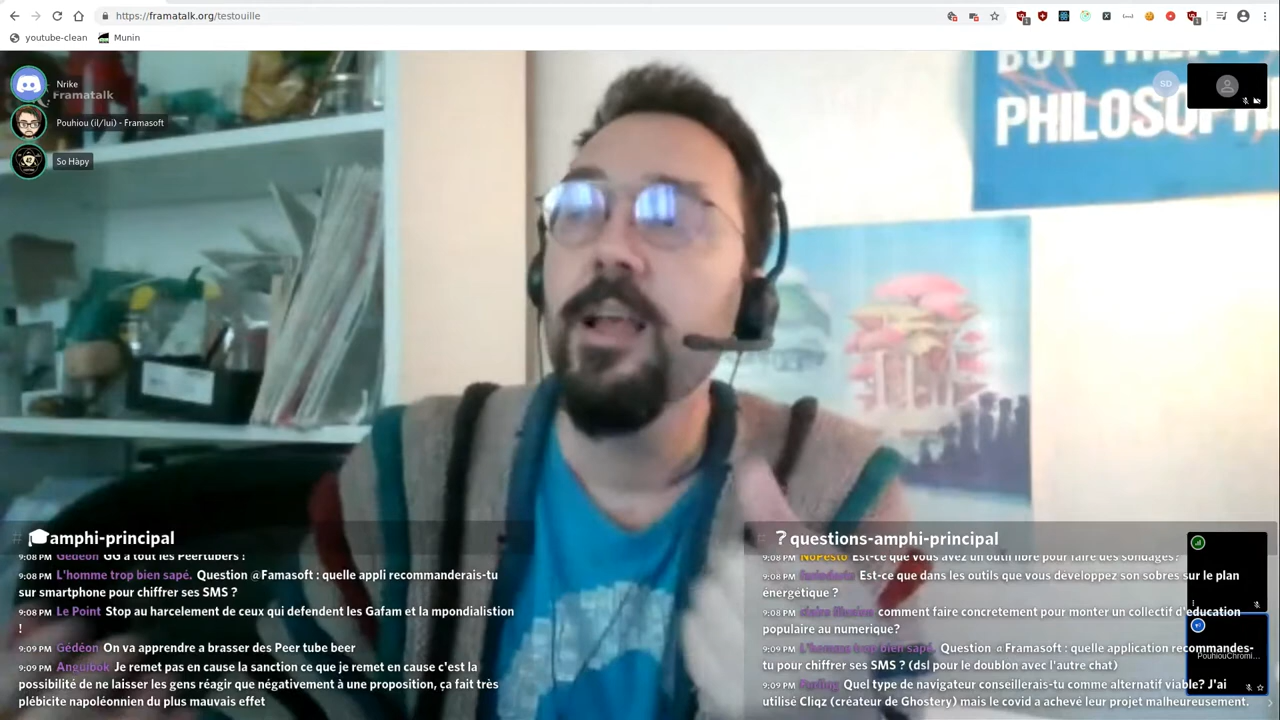 https://framatalk.org/testouille
youtube-clean
Munin
Nrike
Framatalk
Pouhiou (il/lui) - Framasoft
So Hàpy
SD
PHILOSOPHI
# 🎓amphi-principal
9:08 PM Gédéon GG à tout les Peertubers !
9:08 PM L'homme trop bien sapé. Question @Famasoft : quelle appli recommanderais-tu
sur smartphone pour chiffrer ses SMS ?
9:08 PM Le Point Stop au harcelement de ceux qui defendent les Gafam et la mpondialistion
!
9:09 PM Gédéon On va apprendre a brasser des Peer tube beer
9:09 PM Anguibok Je remet pas en cause la sanction ce que je remet en cause c'est la
possibilité de ne laisser les gens réagir que négativement à une proposition, ça fait très
plébicite napoléonnien du plus mauvais effet
# ?questions-amphi-principal
9:08 PM NoPesto Est-ce que vous avez un outil libre pour faire des sondages?
9:08 PM Est-ce que dans les outils que vous developpez son sobres sur le plan
énergetique ?
9:08 PM comment faire concretement pour monter un collectif d'education
populaire au numerique?
9:09 PM L'homme trop bien sapé. Question @Framasoft : quelle application recommandes-
tu pour chiffrer ses SMS ? (dsl pour le doublon avec l'autre chat)
9:09 PM Quel type de navigateur conseillerais-tu comme alternatif viable? J'ai
utilisé Cliqz (créateur de Ghostery) mais le covid a achevé leur projet malheureusement.
PouhiouChromi...